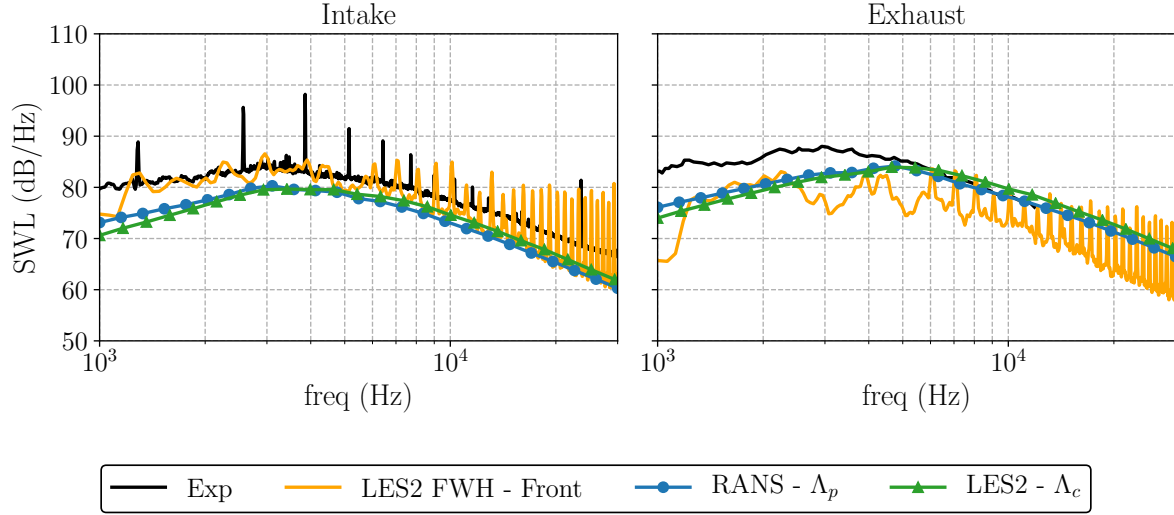 Intake
Exhaust
SWL (dB/Hz)
110
100
90
80
70
60
50
10³
10⁴
freq (Hz)
10³
10⁴
freq (Hz)
Exp
LES2 FWH - Front
RANS - Λₚ
LES2 - Λ_c